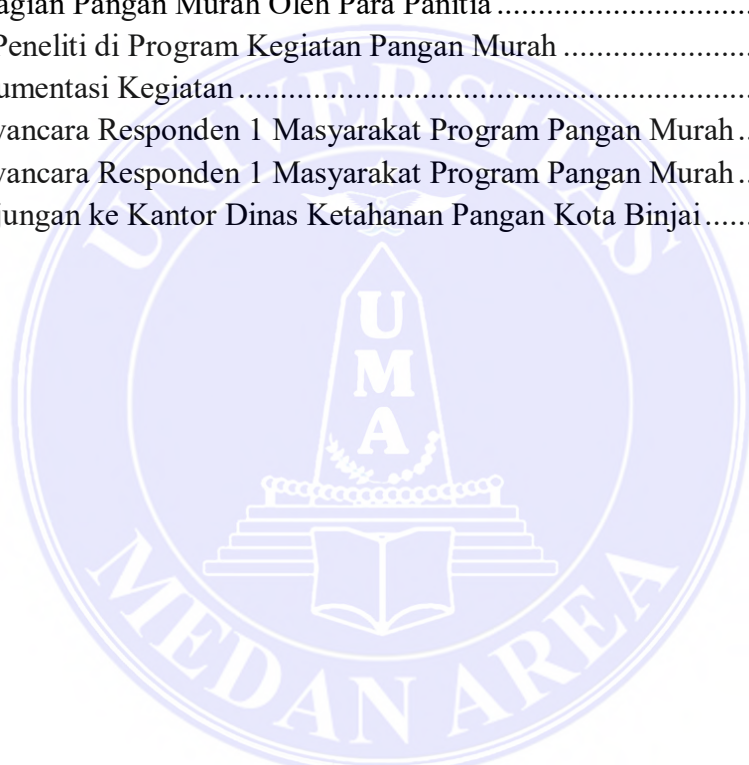 agian Pangan Murah Oleh Para Panitia..............................
Peneliti di Program Kegiatan Pangan Murah......................
umentasi Kegiatan..............................................................
vancara Responden 1 Masyarakat Program Pangan Murah..
vancara Responden 1 Masyarakat Program Pangan Murah..
jungan ke Kantor Dinas Ketahanan Pangan Kota Binjai......
UNIVERSITAS
UMA
MEDAN AREA